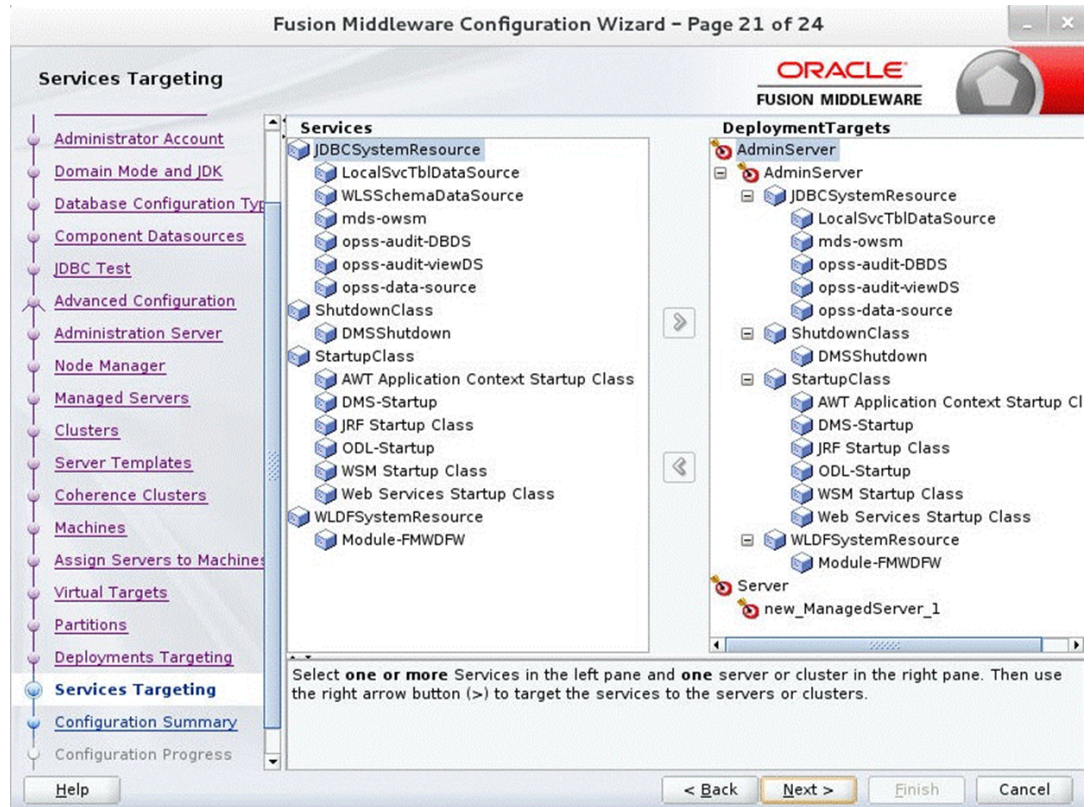 Fusion Middleware Configuration Wizard – Page 21 of 24
Services Targeting
ORACLE
FUSION MIDDLEWARE
Administrator Account
Domain Mode and JDK
Database Configuration Typ
Component Datasources
JDBC Test
Advanced Configuration
Administration Server
Node Manager
Managed Servers
Clusters
Server Templates
Coherence Clusters
Machines
Assign Servers to Machines
Virtual Targets
Partitions
Deployments Targeting
Services Targeting
Configuration Summary
Configuration Progress
Services
JDBCSystemResource
LocalSvcTblDataSource
WLSSchemaDataSource
mds-owsm
opss-audit-DBDS
opss-audit-viewDS
opss-data-source
ShutdownClass
DMSShutdown
StartupClass
AWT Application Context Startup Class
DMS-Startup
JRF Startup Class
ODL-Startup
WSM Startup Class
Web Services Startup Class
WLDFSystemResource
Module-FMWDFW
DeploymentTargets
AdminServer
AdminServer
JDBCSystemResource
LocalSvcTblDataSource
mds-owsm
opss-audit-DBDS
opss-audit-viewDS
opss-data-source
ShutdownClass
DMSShutdown
StartupClass
AWT Application Context Startup Cl
DMS-Startup
JRF Startup Class
ODL-Startup
WSM Startup Class
Web Services Startup Class
WLDFSystemResource
Module-FMWDFW
Server
new_ManagedServer_1
Select one or more Services in the left pane and one server or cluster in the right pane. Then use
the right arrow button (>) to target the services to the servers or clusters.
Help
< Back
Next >
Finish
Cancel